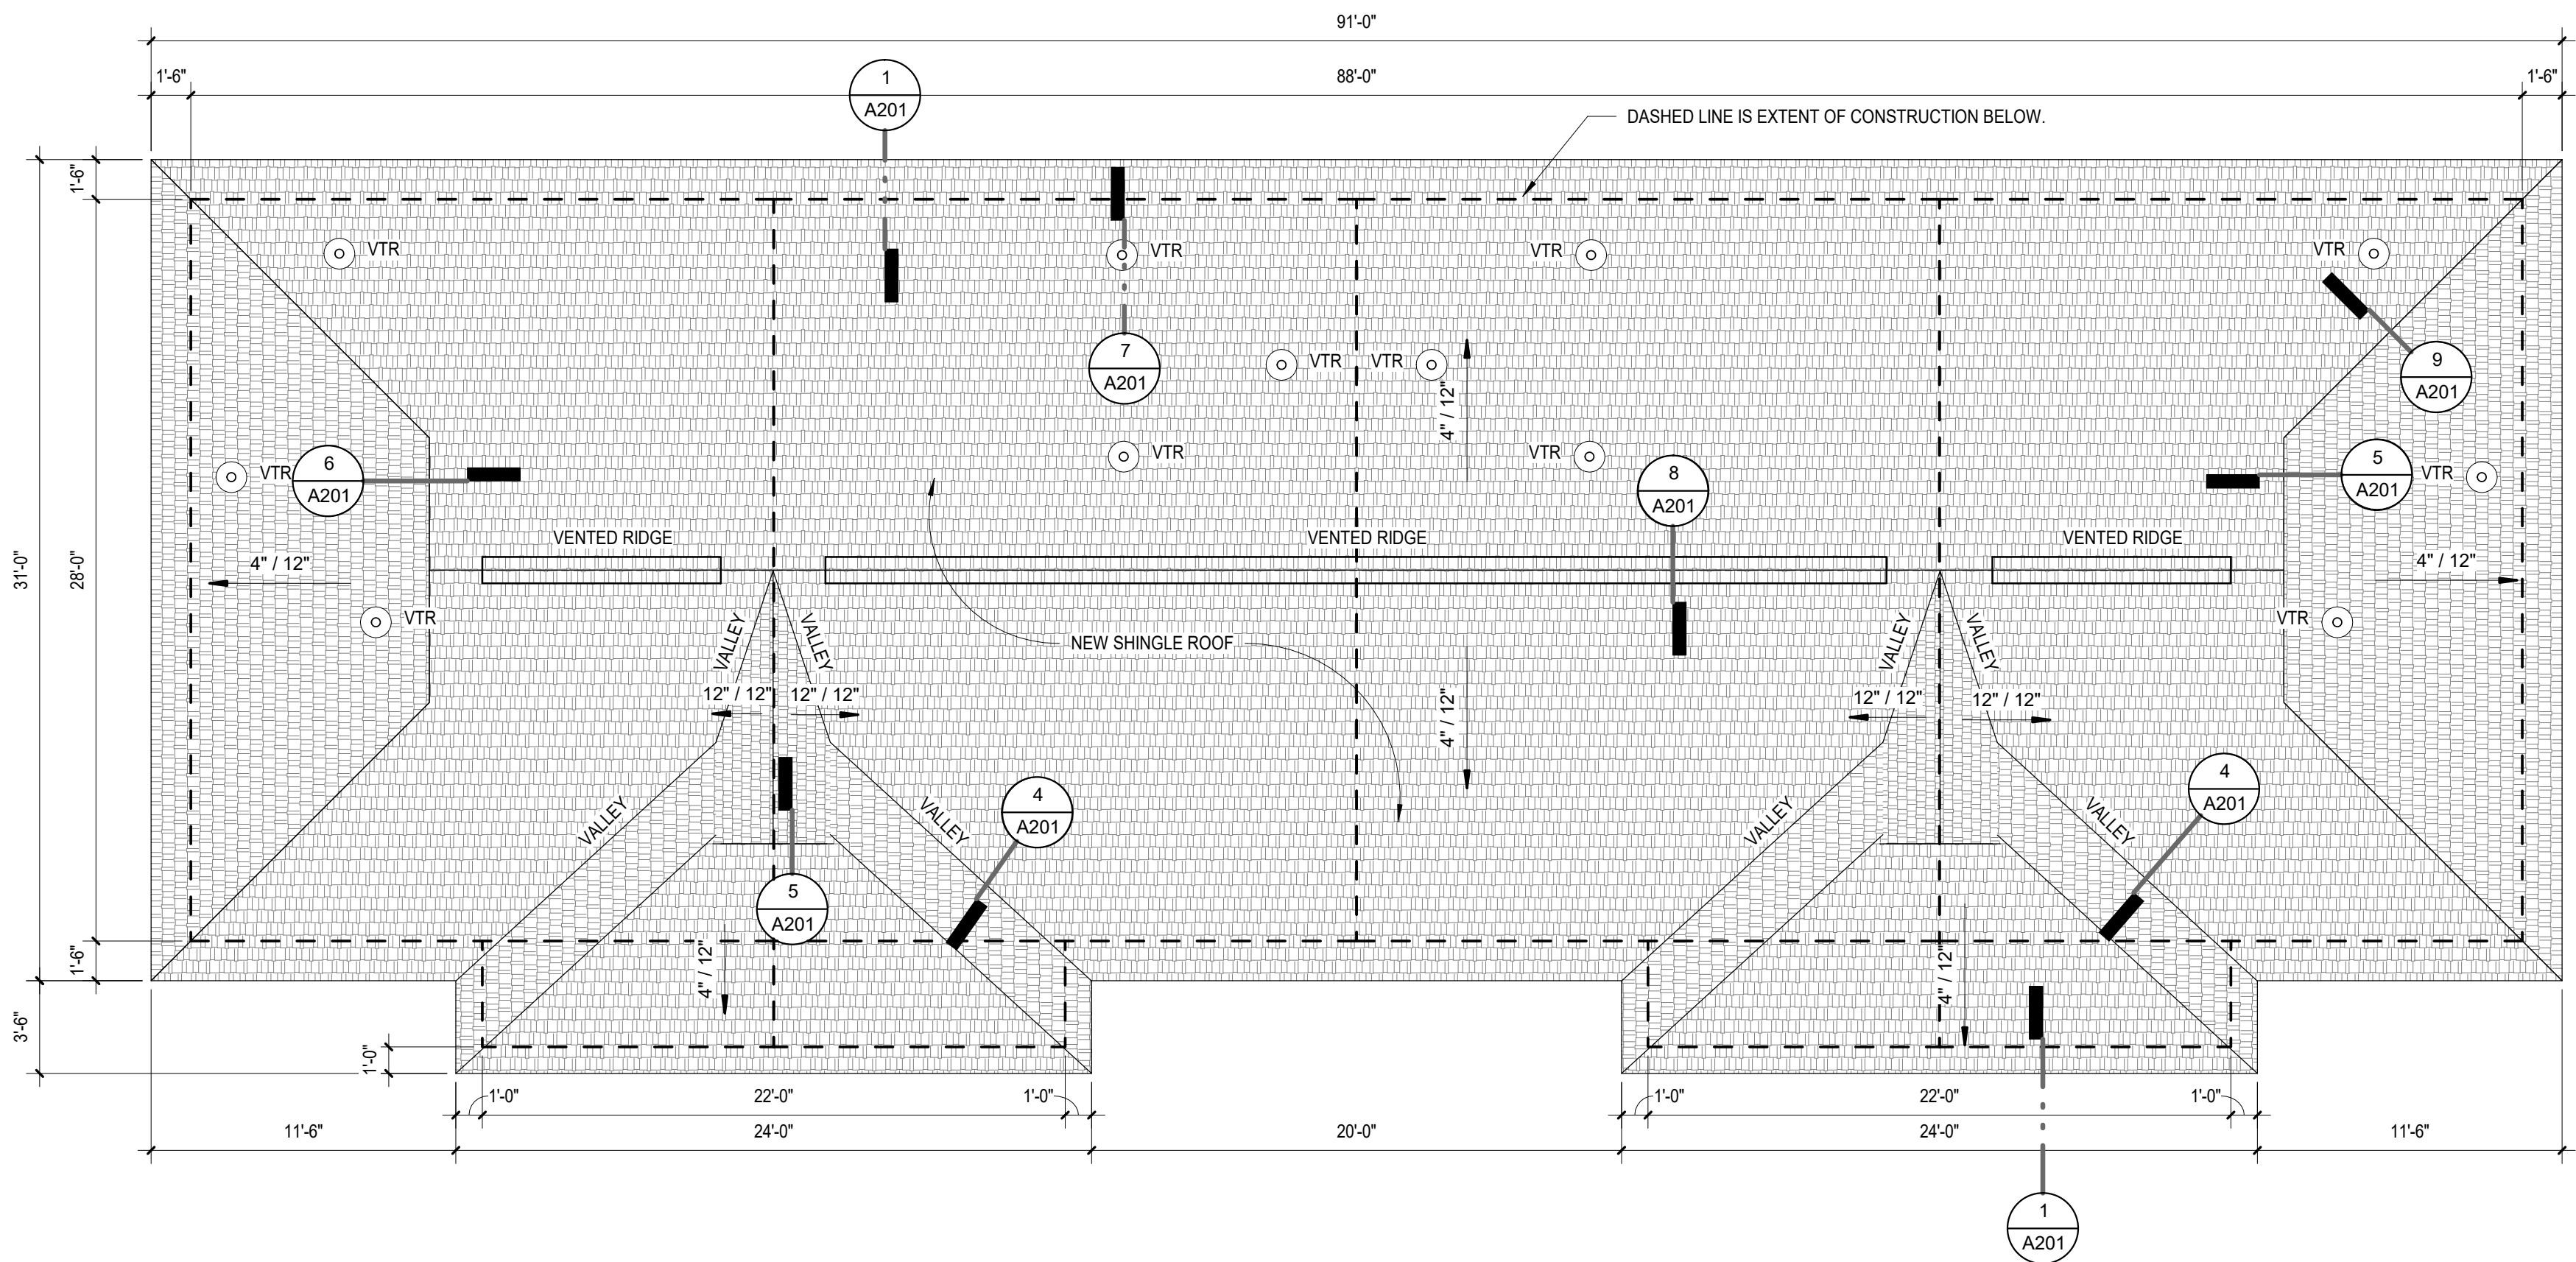 91'-0"
1'-6"
88'-0"
1'-6"
1
A201
DASHED LINE IS EXTENT OF CONSTRUCTION BELOW.
1'-6"
VTR
VTR
VTR
VTR
7
A201
VTR
VTR
4" / 12"
9
A201
VTR
VTR
6
A201
VTR
8
A201
5
A201
VTR
31'-0"
28'-0"
VENTED RIDGE
VENTED RIDGE
VENTED RIDGE
4" / 12"
4" / 12"
VTR
VTR
VALLEY
VALLEY
NEW SHINGLE ROOF
VALLEY
VALLEY
12" / 12"
12" / 12"
4" / 12"
12" / 12"
12" / 12"
VALLEY
VALLEY
4
A201
VALLEY
VALLEY
4
A201
5
A201
1'-6"
4" / 12"
4" / 12"
3'-6"
1'-0"
1'-0"
22'-0"
1'-0"
1'-0"
22'-0"
1'-0"
11'-6"
24'-0"
20'-0"
24'-0"
11'-6"
1
A201